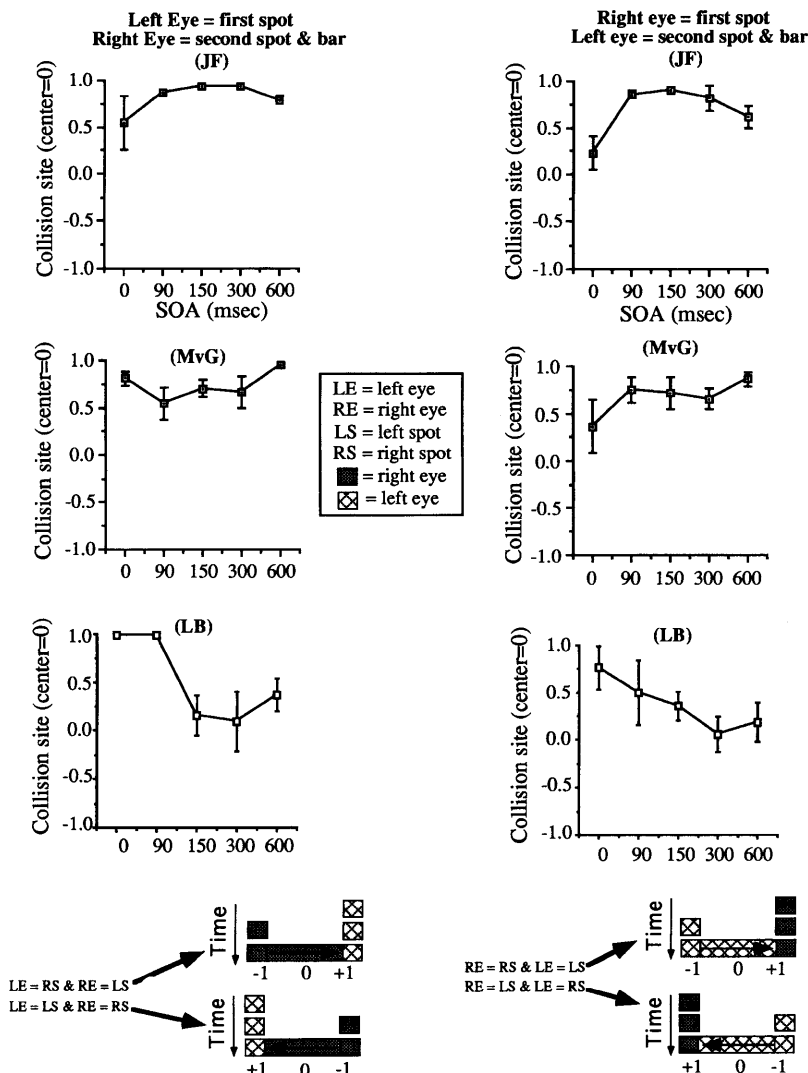 Left Eye = first spot
Right Eye = second spot & bar
(JF)
Collision site (center=0)
1.0
0.5
0.0
-0.5
-1.0
0 90 150 300 600
SOA (msec)
Right eye = first spot
Left eye = second spot & bar
(JF)
Collision site (center=0)
1.0
0.5
0.0
-0.5
-1.0
0 90 150 300 600
SOA (msec)
(MvG)
Collision site (center=0)
1.0
0.5
0.0
-0.5
-1.0
0 90 150 300 600
LE = left eye
RE = right eye
LS = left spot
RS = right spot
= right eye
= left eye
(MvG)
Collision site (center=0)
1.0
0.5
0.0
-0.5
-1.0
0 90 150 300 600
(LB)
Collision site (center=0)
1.0
0.5
0.0
-0.5
-1.0
0 90 150 300 600
(LB)
Collision site (center=0)
1.0
0.5
0.0
-0.5
-1.0
0 90 150 300 600
Time
-1 0 +1
LE = RS & RE = LS
LE = LS & RE = RS
Time
+1 0 -1
Time
-1 0 +1
RE = RS & LE = LS
RE = LS & LE = RS
Time
+1 0 -1